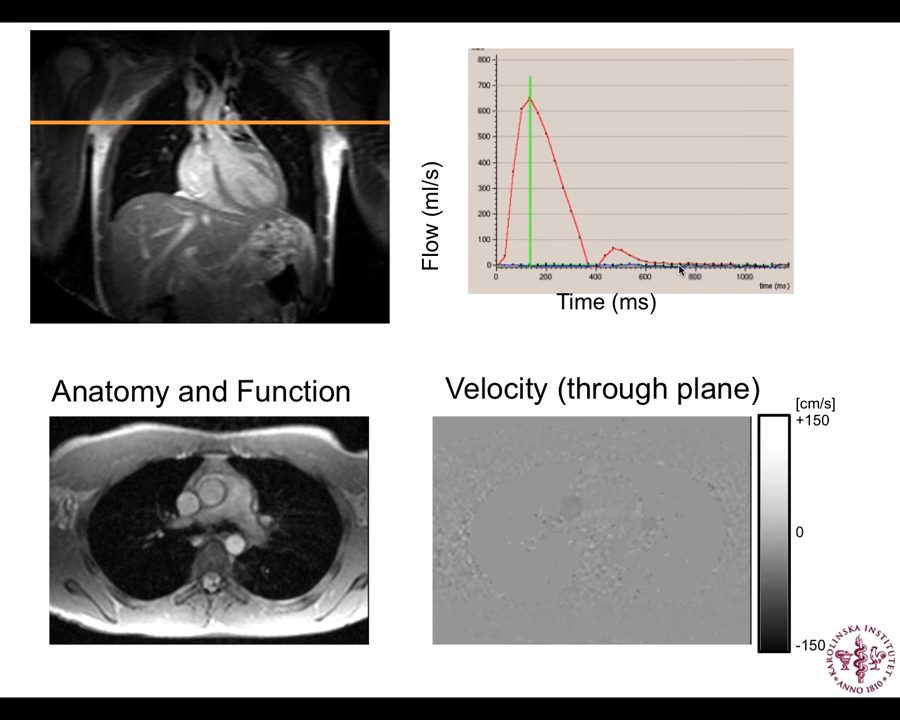 800
700
600
500
400
300
200
100
0
0 200 400 600 800 1000
time (ms)
Flow (ml/s)
Time (ms)
Anatomy and Function
Velocity (through plane)
[cm/s]
+150
0
-150
KAROLINSKA INSTITUTET
ANNO 1810